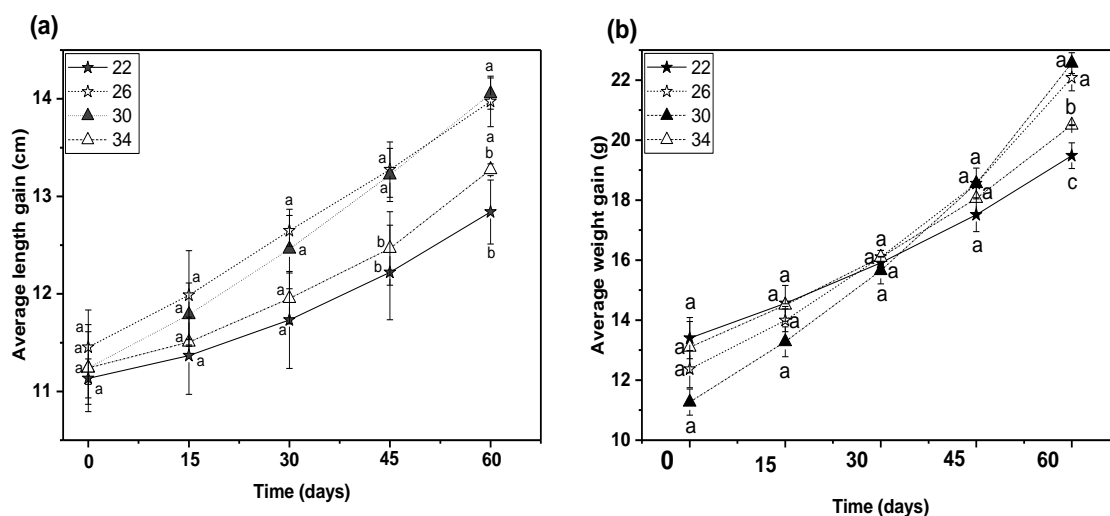 (a)
22
26
30
34
Average length gain (cm)
14
13
12
11
0 15 30 45 60
Time (days)
a a a a
a a a a
a a a a
a a b b
a b b
a a b b
(b)
22
26
30
34
Average weight gain (g)
22
20
18
16
14
12
10
0 15 30 45 60
Time (days)
a a a a
a a a a
a a a a
a a a a
a a b c